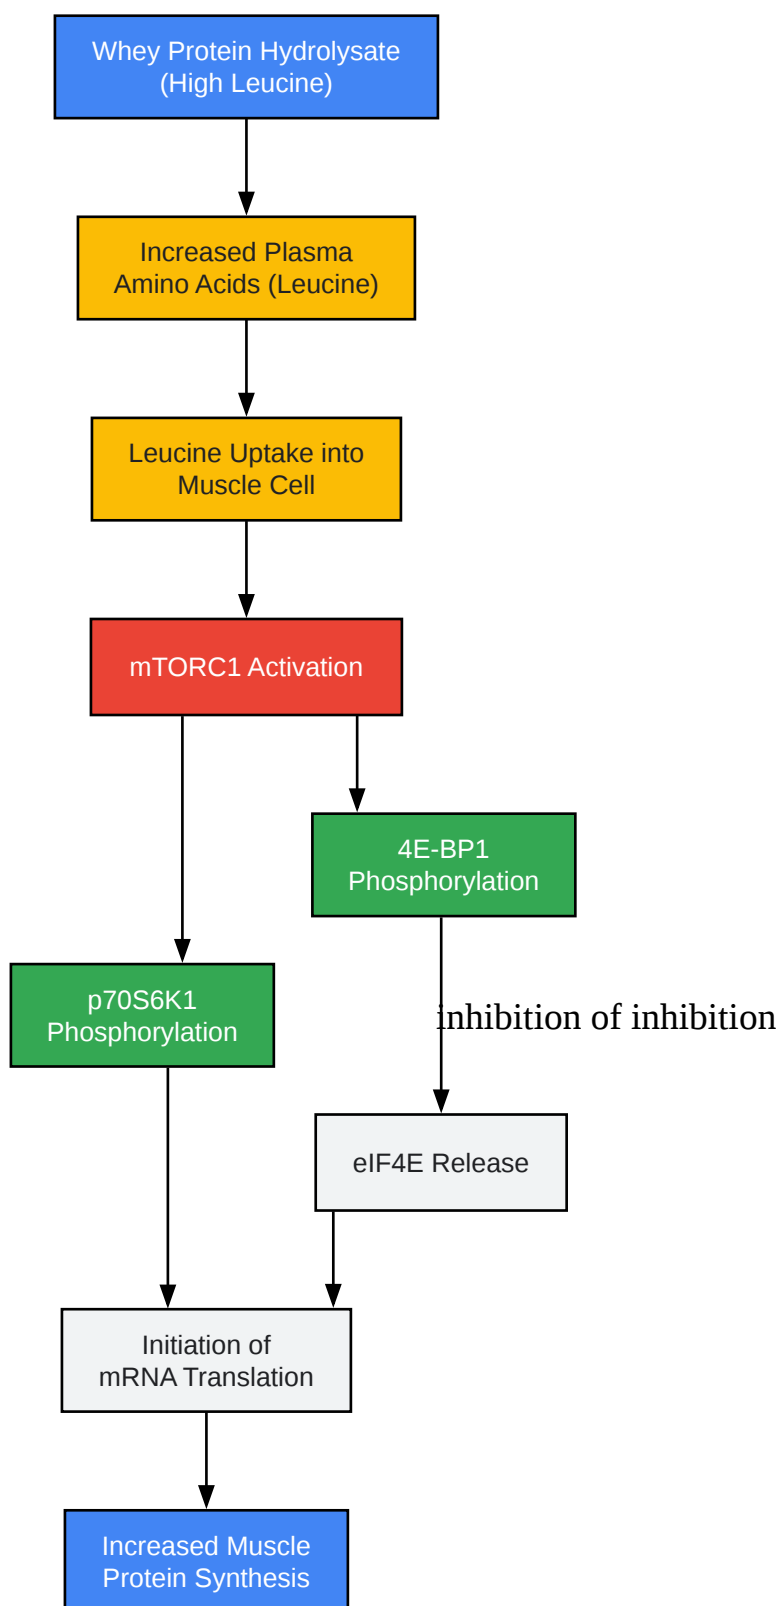 Whey Protein Hydrolysate
(High Leucine)
Increased Plasma
Amino Acids (Leucine)
Leucine Uptake into
Muscle Cell
mTORC1 Activation
4E-BP1
Phosphorylation
p70S6K1
Phosphorylation
inhibition of inhibition
eIF4E Release
Initiation of
mRNA Translation
Increased Muscle
Protein Synthesis